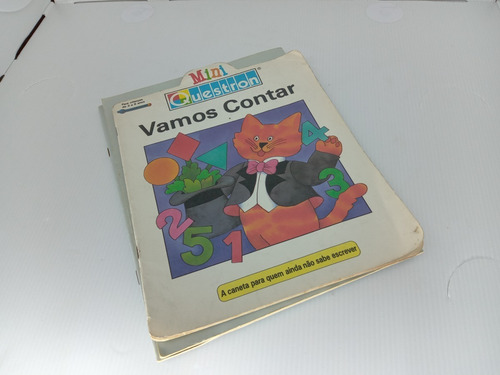 Mini
Questron®
Vamos Contar
4
3
2
5
1
A caneta para quem ainda não sabe escrever